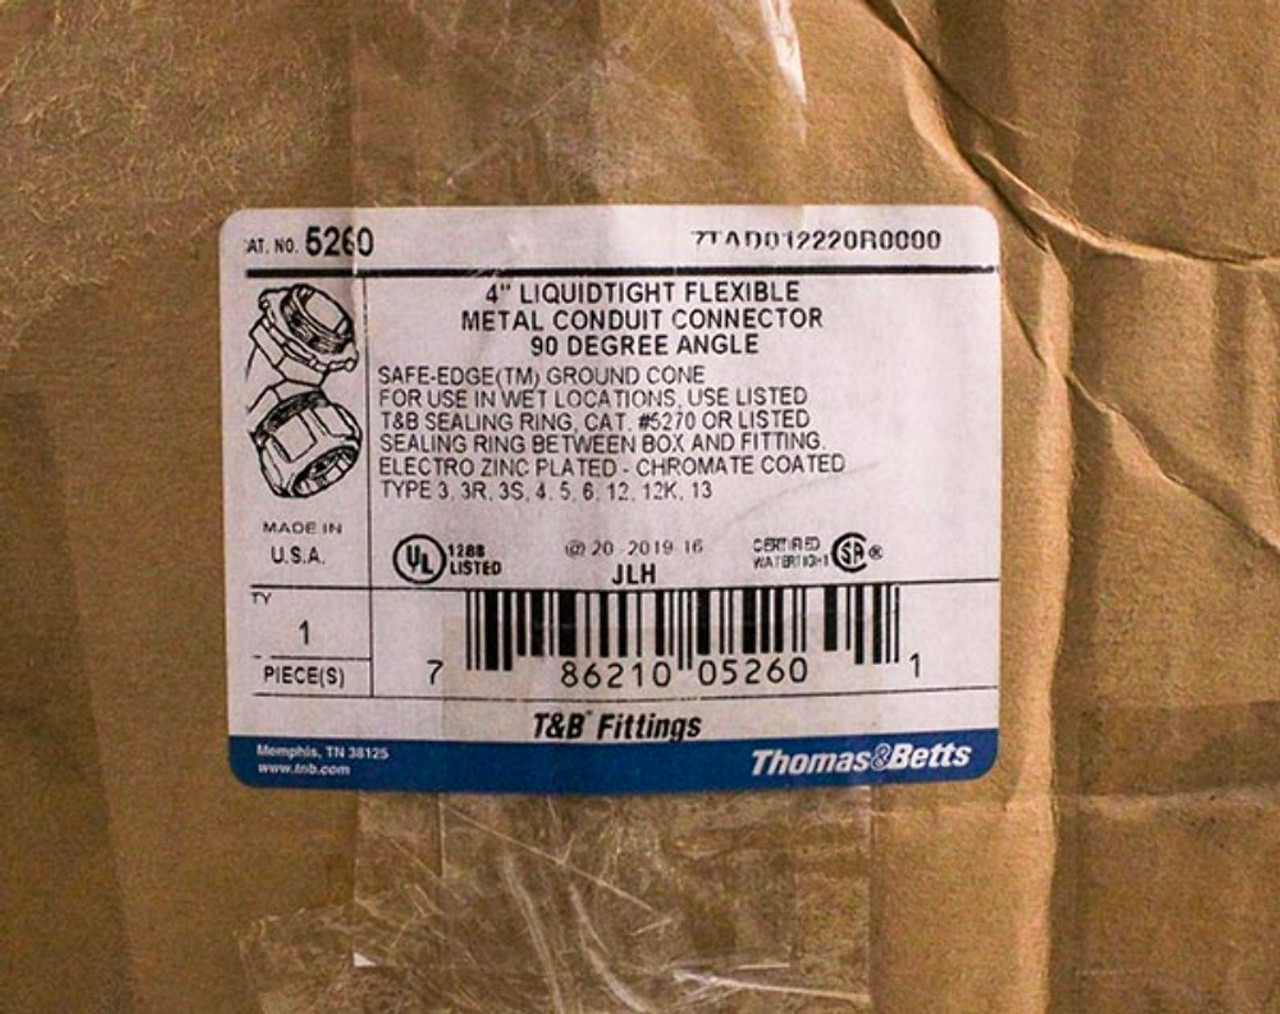 AT. NO. 5260 7TAD012220R0000
4" LIQUIDTIGHT FLEXIBLE
METAL CONDUIT CONNECTOR
90 DEGREE ANGLE
SAFE-EDGE(TM) GROUND CONE
FOR USE IN WET LOCATIONS, USE LISTED
T&B SEALING RING, CAT. #5270 OR LISTED
SEALING RING BETWEEN BOX AND FITTING.
ELECTRO ZINC PLATED - CHROMATE COATED
TYPE 3, 3R, 3S, 4, 5, 6, 12, 12K, 13
MADE IN
U.S.A.
UL 128B
LISTED
@ 20 - 2019 16
JLH
CERTIFIED
WATERTIGHT SA ®
TY
1
PIECE(S)
7 86210 05260 1
T&B Fittings
Memphis, TN 38125
www.tnb.com
Thomas&Betts